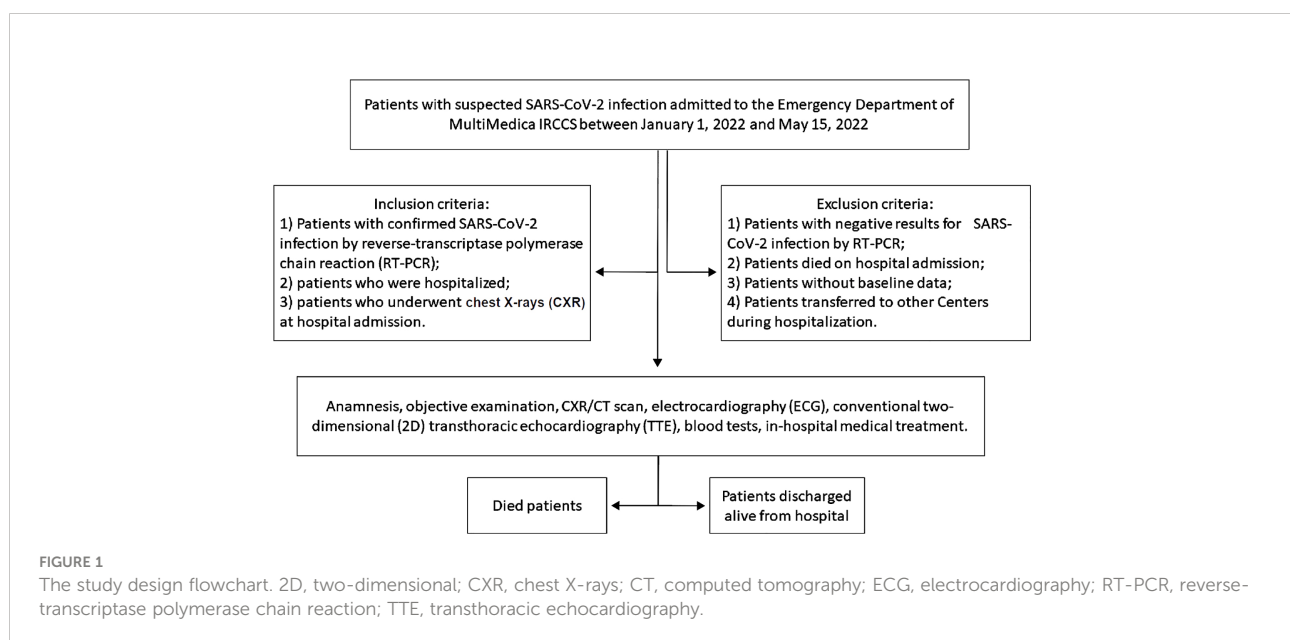 Patients with suspected SARS-CoV-2 infection admitted to the Emergency Department of
MultiMedica IRCCS between January 1, 2022 and May 15, 2022
Inclusion criteria:
1) Patients with confirmed SARS-CoV-2
infection by reverse-transcriptase polymerase
chain reaction (RT-PCR);
2) patients who were hospitalized;
3) patients who underwent chest X-rays (CXR)
at hospital admission.
Exclusion criteria:
1) Patients with negative results for SARS-
CoV-2 infection by RT-PCR;
2) Patients died on hospital admission;
3) Patients without baseline data;
4) Patients transferred to other Centers
during hospitalization.
Anamnesis, objective examination, CXR/CT scan, electrocardiography (ECG), conventional two-
dimensional (2D) transthoracic echocardiography (TTE), blood tests, in-hospital medical treatment.
Died patients
Patients discharged
alive from hospital
FIGURE 1
The study design flowchart. 2D, two-dimensional; CXR, chest X-rays; CT, computed tomography; ECG, electrocardiography; RT-PCR, reverse-
transcriptase polymerase chain reaction; TTE, transthoracic echocardiography.